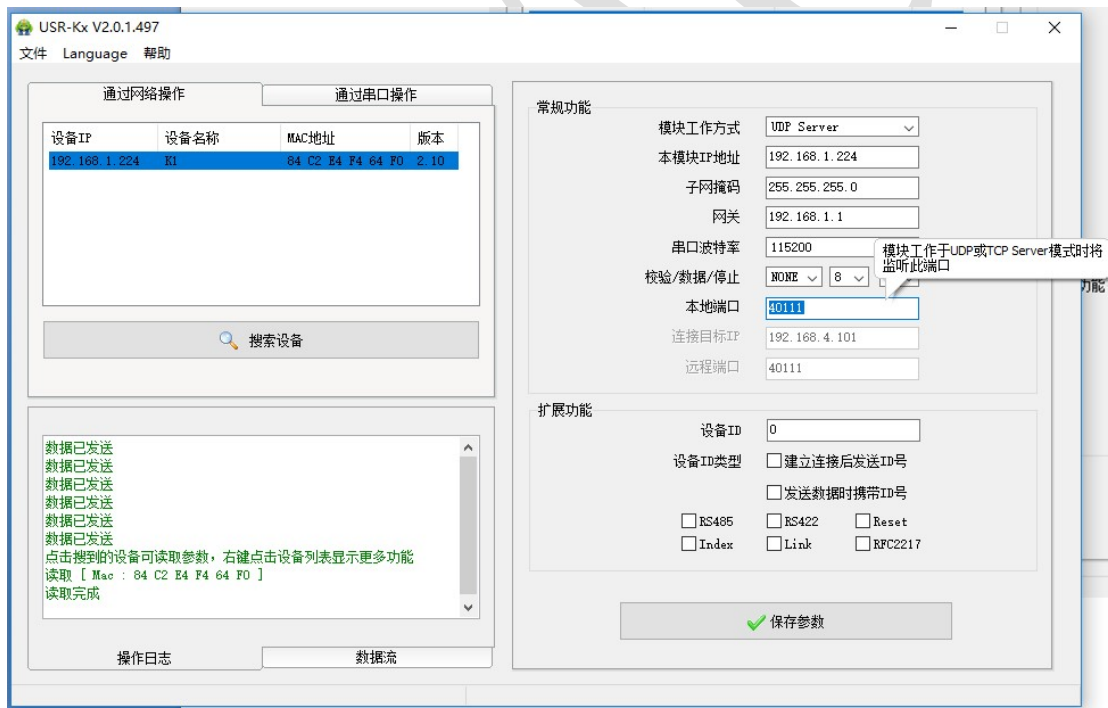 USR-Kx V2.0.1.497
文件 Language 帮助
通过网络操作 通过串口操作
设备IP 设备名称 MAC地址 版本
192.168.1.224 K1 84 C2 E4 F4 64 F0 2.10
搜索设备
数据已发送
数据已发送
数据已发送
数据已发送
数据已发送
数据已发送
点击搜到的设备可读取参数，右键点击设备列表显示更多功能
读取 [ Mac : 84 C2 E4 F4 64 F0 ]
读取完成
操作日志 数据流
常规功能
模块工作方式 UDP Server
本模块IP地址 192.168.1.224
子网掩码 255.255.255.0
网关 192.168.1.1
串口波特率 115200
模块工作于UDP或TCP Server模式时将
监听此端口
校验/数据/停止 NONE 8
本地端口 40111
连接目标IP 192.168.4.101
远程端口 40111
扩展功能
设备ID 0
设备ID类型 建立连接后发送ID号
发送数据时携带ID号
RS485 RS422 Reset
Index Link RFC2217
保存参数
功能